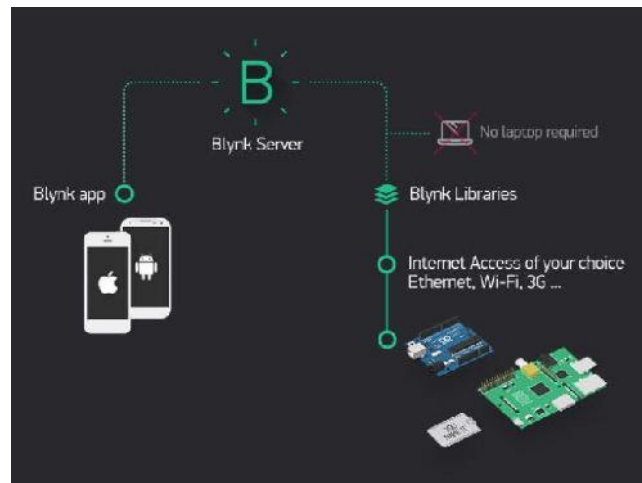 B
Blynk Server
No laptop required
Blynk app
Blynk Libraries
Internet Access of your choice
Ethernet, Wi-Fi, 3G ...